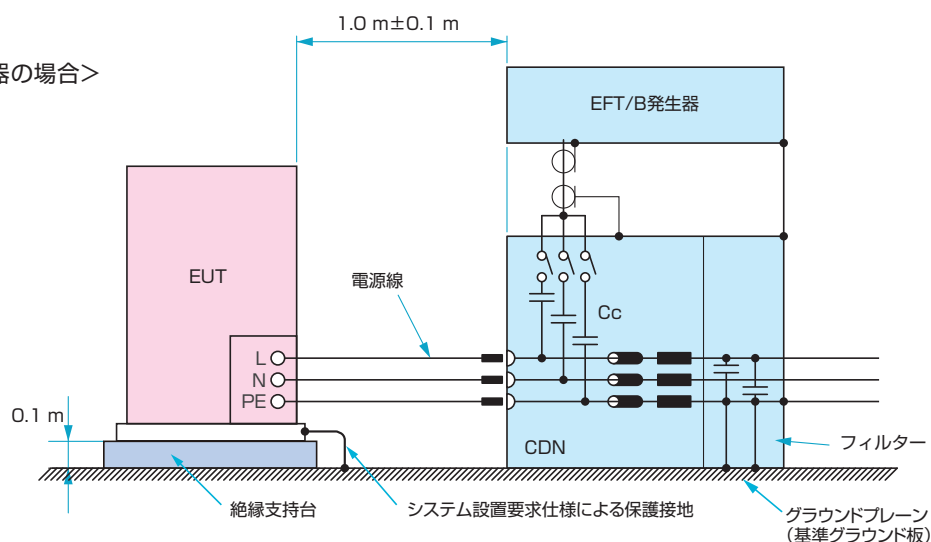 1.0 m±0.1 m
器の場合>
EFT/B発生器
EUT
電源線
Cc
L
N
PE
0.1 m
CDN
フィルター
絶縁支持台
システム設置要求仕様による保護接地
グラウンドプレーン
(基準グラウンド板)